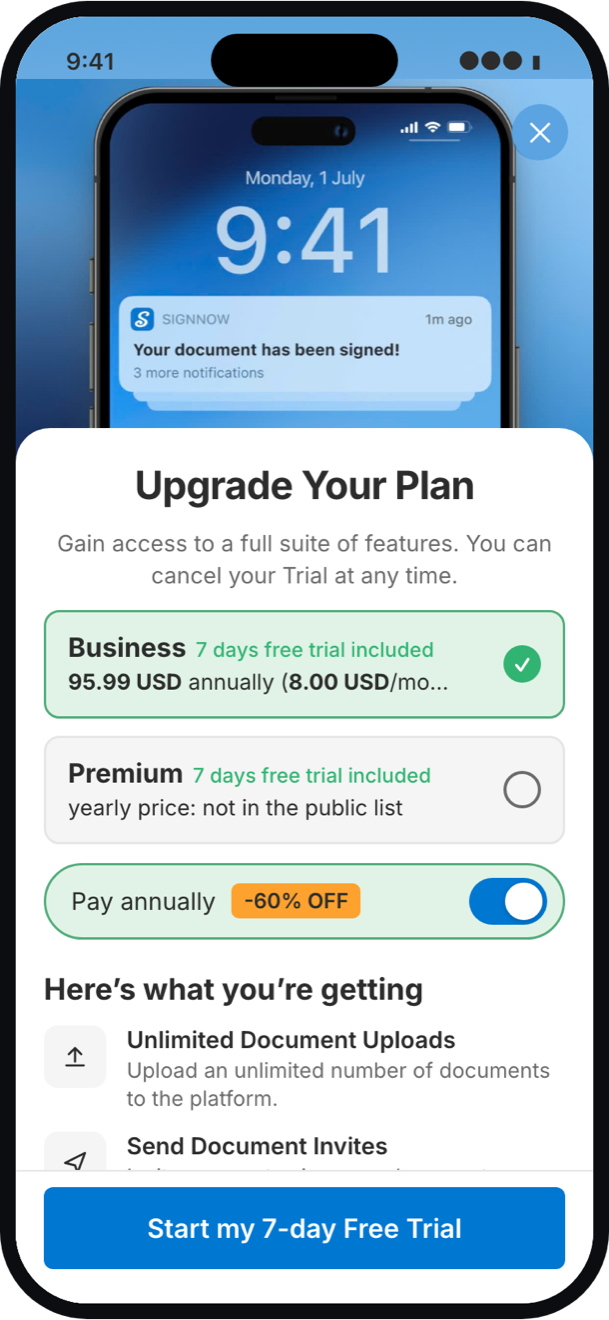 9:41
Monday, 1 July
9:41
SIGNNOW
1m ago
Your document has been signed!
3 more notifications
Upgrade Your Plan
Gain access to a full suite of features. You can
cancel your Trial at any time.
Business 7 days free trial included
95.99 USD annually (8.00 USD/mo...
Premium 7 days free trial included
yearly price: not in the public list
Pay annually -60% OFF
Here's what you're getting
Unlimited Document Uploads
Upload an unlimited number of documents
to the platform.
Send Document Invites
Start my 7-day Free Trial